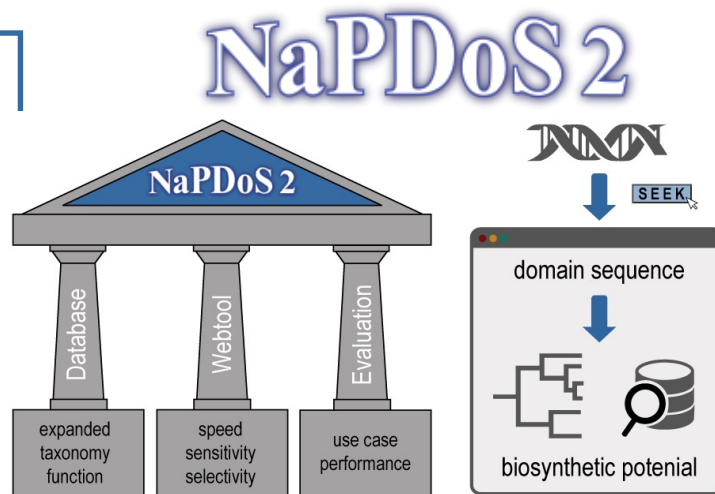 NaPDoS 2
NaPDoS 2
Database
Webtool
Evaluation
expanded
taxonomy
function
speed
sensitivity
selectivity
use case
performance
SEEK
domain sequence
biosynthetic potenial